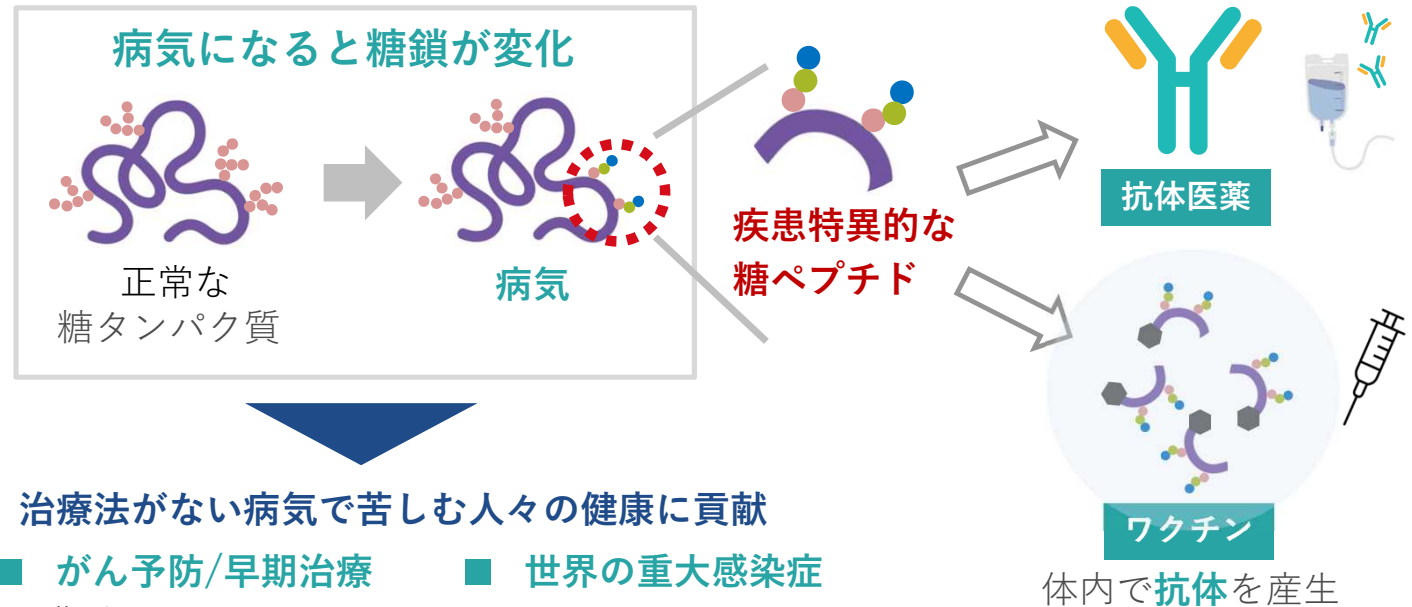 病気になると糖鎖が変化
正常な
糖タンパク質
病気
疾患特異的な
糖ペプチド
抗体医薬
ワクチン
体内で抗体を産生
治療法がない病気で苦しむ人々の健康に貢献
■ がん予防/早期治療
■ 世界の重大感染症